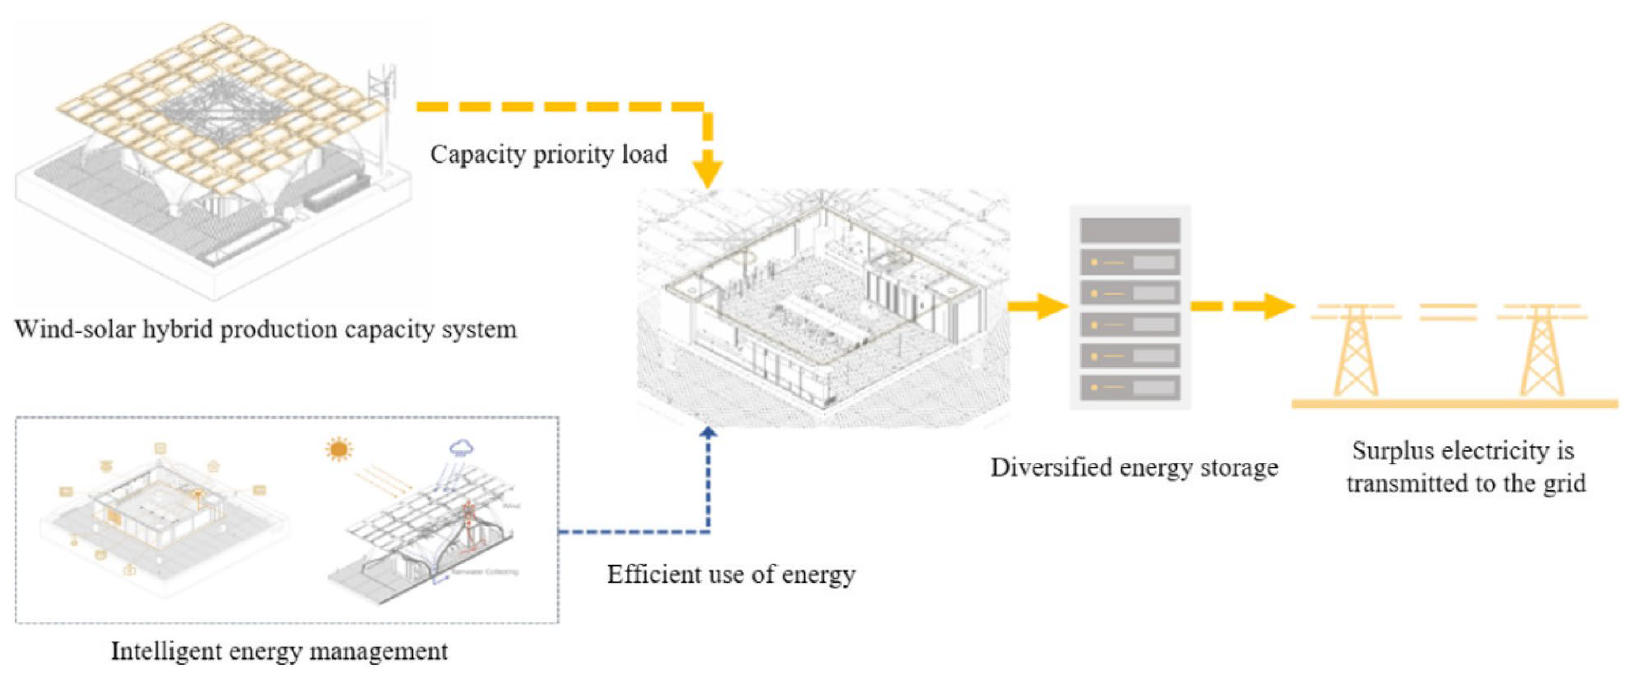 Capacity priority load
Wind-solar hybrid production capacity system
Wind
Rainwater Collecting
Efficient use of energy
Intelligent energy management
Diversified energy storage
Surplus electricity is
transmitted to the grid